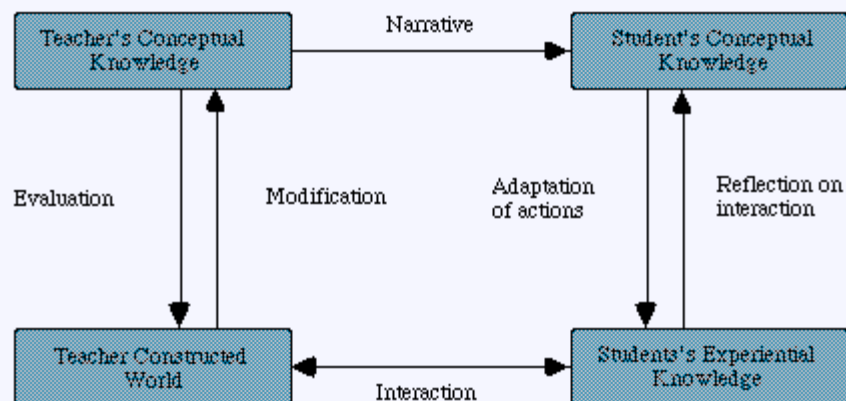 Narrative
Teacher's Conceptual
Knowledge
Student's Conceptual
Knowledge
Evaluation
Modification
Adaptation
of actions
Reflection on
interaction
Teacher Constructed
World
Students's Experiential
Knowledge
Interaction